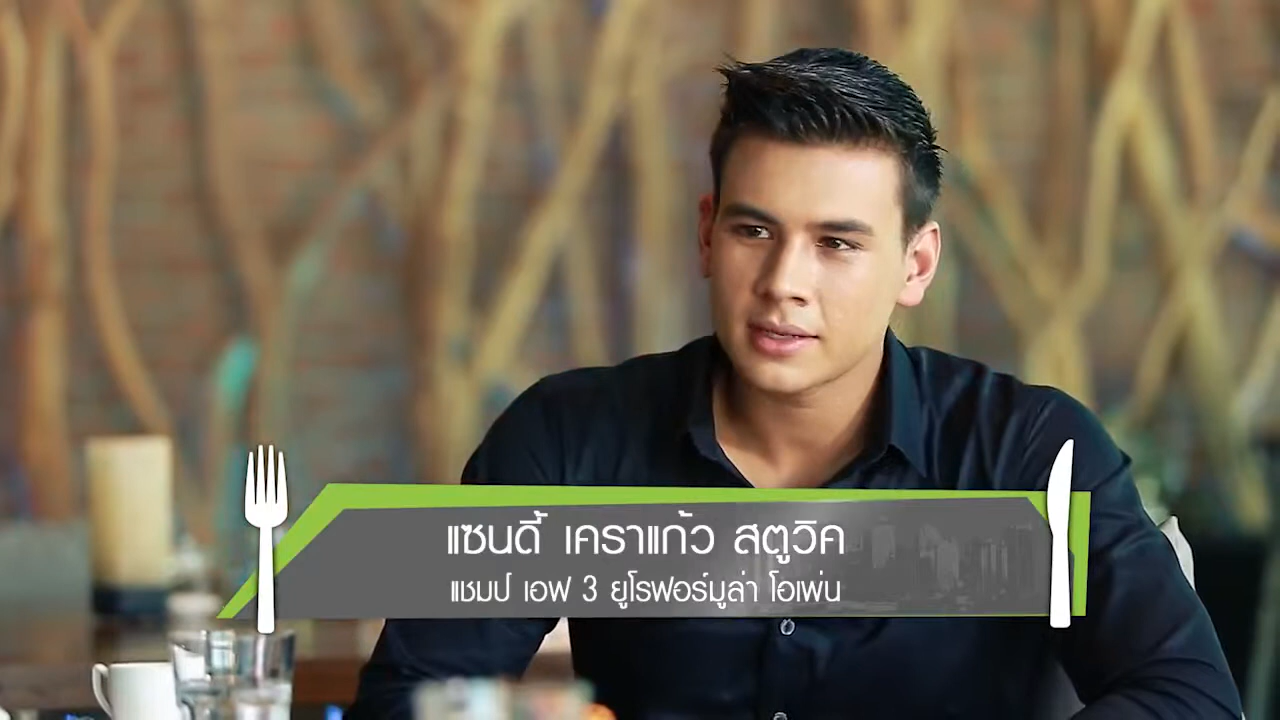 แซนดี้ เคราแก้ว สตูวิค
แชมป์ เอฟ 3 ยูโรฟอร์มูล่า โอเพ่น